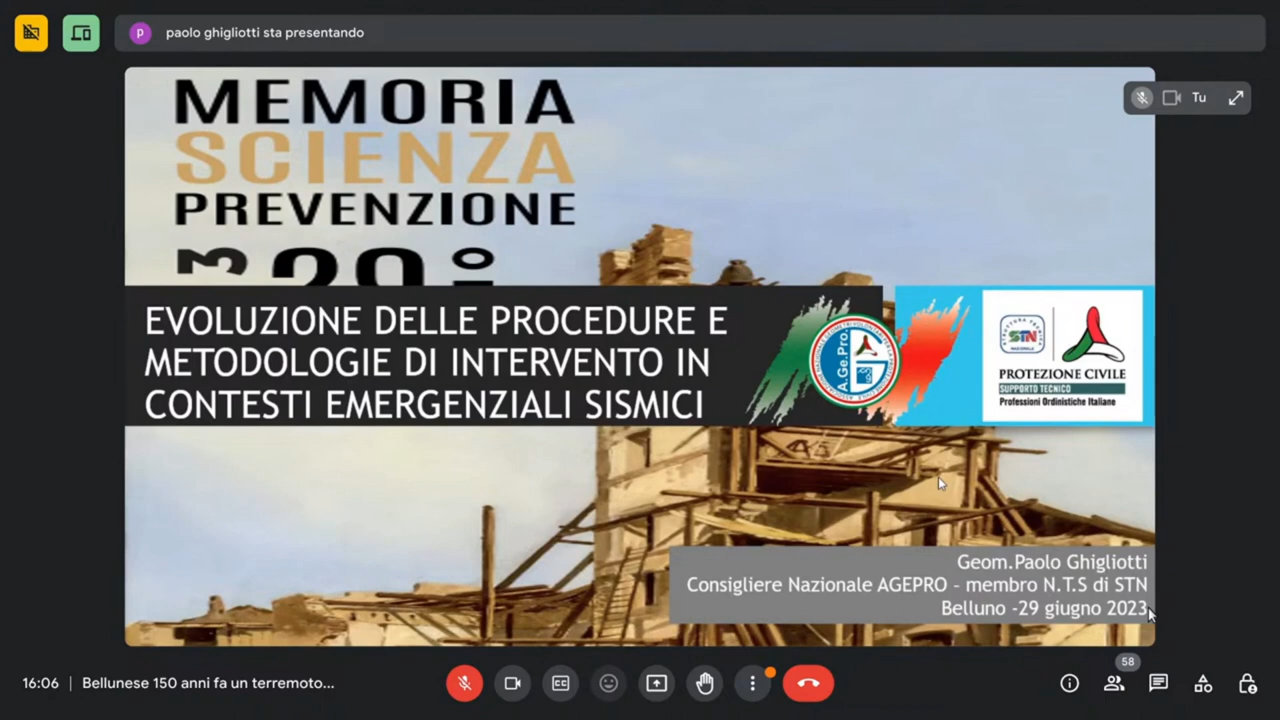 paolo ghigliotti sta presentando
p
Tu
MEMORIA
SCIENZA
PREVENZIONE
EVOLUZIONE DELLE PROCEDURE E
METODOLOGIE DI INTERVENTO IN
CONTESTI EMERGENZIALI SISMICI
A.Ge.Pro.
STN
PROTEZIONE CIVILE
SUPPORTO TECNICO
Professioni Ordinistiche Italiane
Geom.Paolo Ghigliotti
Consigliere Nazionale AGEPRO - membro N.T.S di STN
Belluno -29 giugno 2023
16:06 | Bellunese 150 anni fa un terremoto...
CC
58